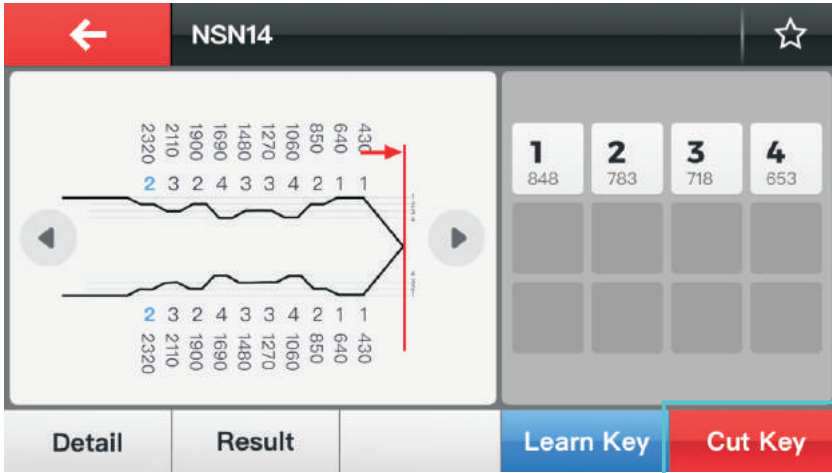 NSN14
2320 2110 1900 1690 1480 1270 1060 850 640 430
2 3 2 4 3 3 4 2 1 1
2 3 2 4 3 3 4 2 1 1
2320 2110 1900 1690 1480 1270 1060 850 640 430
1 2 3 4
848 783 718 653
Detail Result Learn Key Cut Key